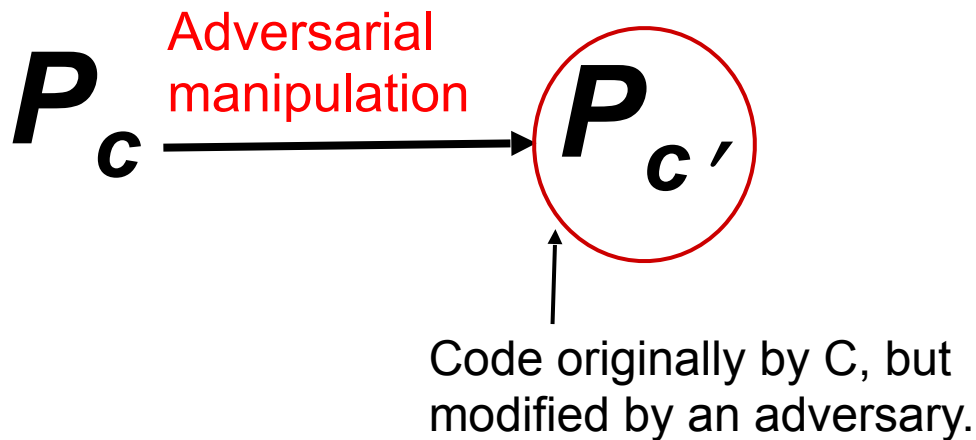 Adversarial
manipulation
Pc
Pc′
Code originally by C, but
modified by an adversary.